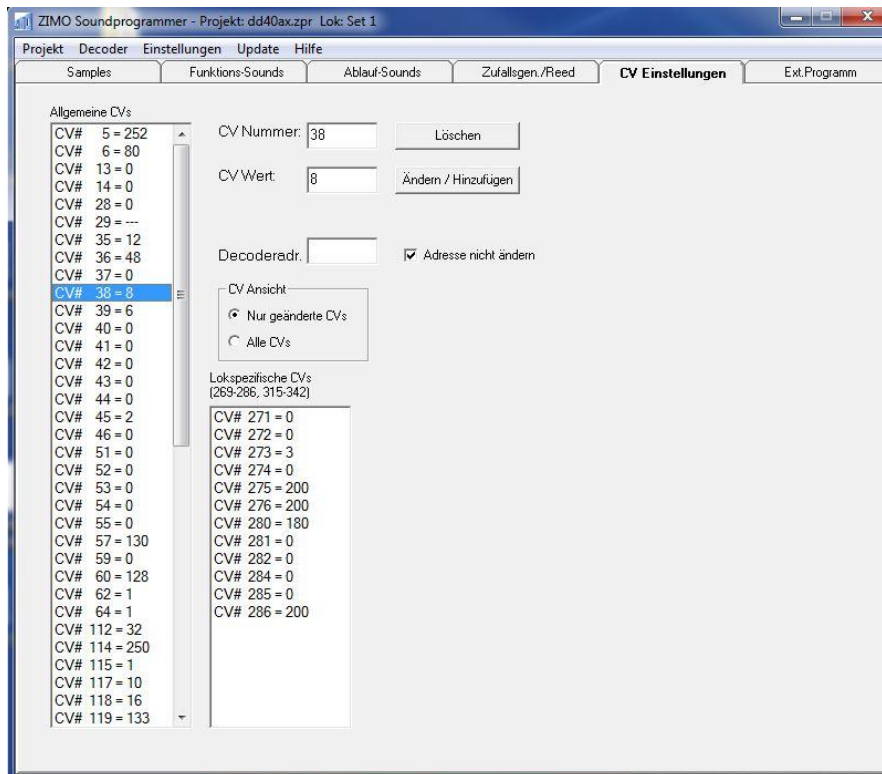 ZIMO Soundprogrammer - Projekt: dd40ax.zpr Lok: Set 1
Projekt Decoder Einstellungen Update Hilfe
Samples Funktions-Sounds Ablauf-Sounds Zufallsgen./Reed CV Einstellungen Ext.Programm
Allgemeine CVs
CV# 5 = 252
CV# 6 = 80
CV# 13 = 0
CV# 14 = 0
CV# 28 = 0
CV# 29 = ---
CV# 35 = 12
CV# 36 = 48
CV# 37 = 0
CV# 38 = 8
CV# 39 = 6
CV# 40 = 0
CV# 41 = 0
CV# 42 = 0
CV# 43 = 0
CV# 44 = 0
CV# 45 = 2
CV# 46 = 0
CV# 51 = 0
CV# 52 = 0
CV# 53 = 0
CV# 54 = 0
CV# 55 = 0
CV# 57 = 130
CV# 59 = 0
CV# 60 = 128
CV# 62 = 1
CV# 64 = 1
CV# 112 = 32
CV# 114 = 250
CV# 115 = 1
CV# 117 = 10
CV# 118 = 16
CV# 119 = 133
CV Nummer: 38 Löschen
CV Wert: 8 Ändern / Hinzufügen
Decoderadr. Adresse nicht ändern
CV Ansicht
Nur geänderte CVs
Alle CVs
Lokspezifische CVs
(269-286, 315-342)
CV# 271 = 0
CV# 272 = 0
CV# 273 = 3
CV# 274 = 0
CV# 275 = 200
CV# 276 = 200
CV# 280 = 180
CV# 281 = 0
CV# 282 = 0
CV# 284 = 0
CV# 285 = 0
CV# 286 = 200